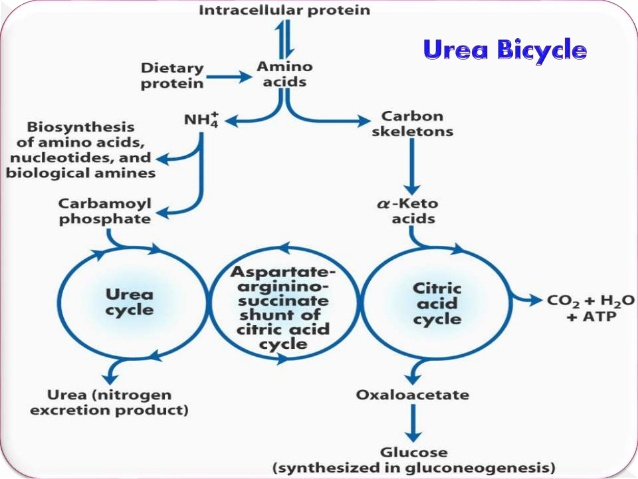 Intracellular protein
Urea Bicycle
Dietary
protein
Amino
acids
NH₄⁺
Carbon
skeletons
Biosynthesis
of amino acids,
nucleotides, and
biological amines
Carbamoyl
phosphate
α-Keto
acids
Urea
cycle
Aspartate-
arginino-
succinate
shunt of
citric acid
cycle
Citric
acid
cycle
CO₂ + H₂O
+ ATP
Urea (nitrogen
excretion product)
Oxaloacetate
Glucose
(synthesized in gluconeogenesis)